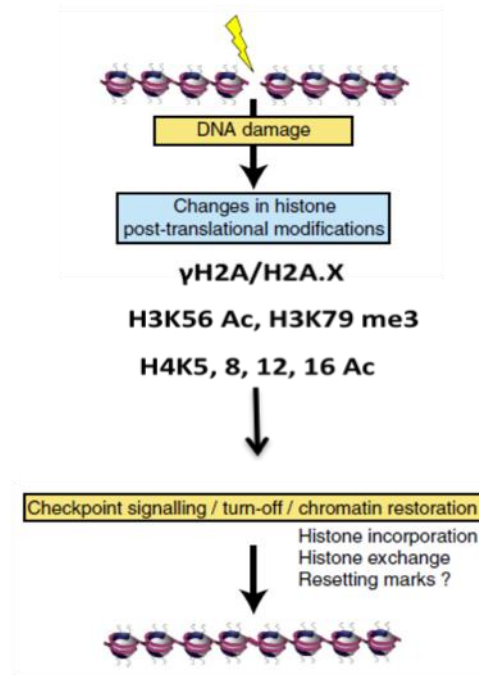 DNA damage
Changes in histone
post-translational modifications
γH2A/H2A.X
H3K56 Ac, H3K79 me3
H4K5, 8, 12, 16 Ac
Checkpoint signalling / turn-off / chromatin restoration
Histone incorporation
Histone exchange
Resetting marks ?